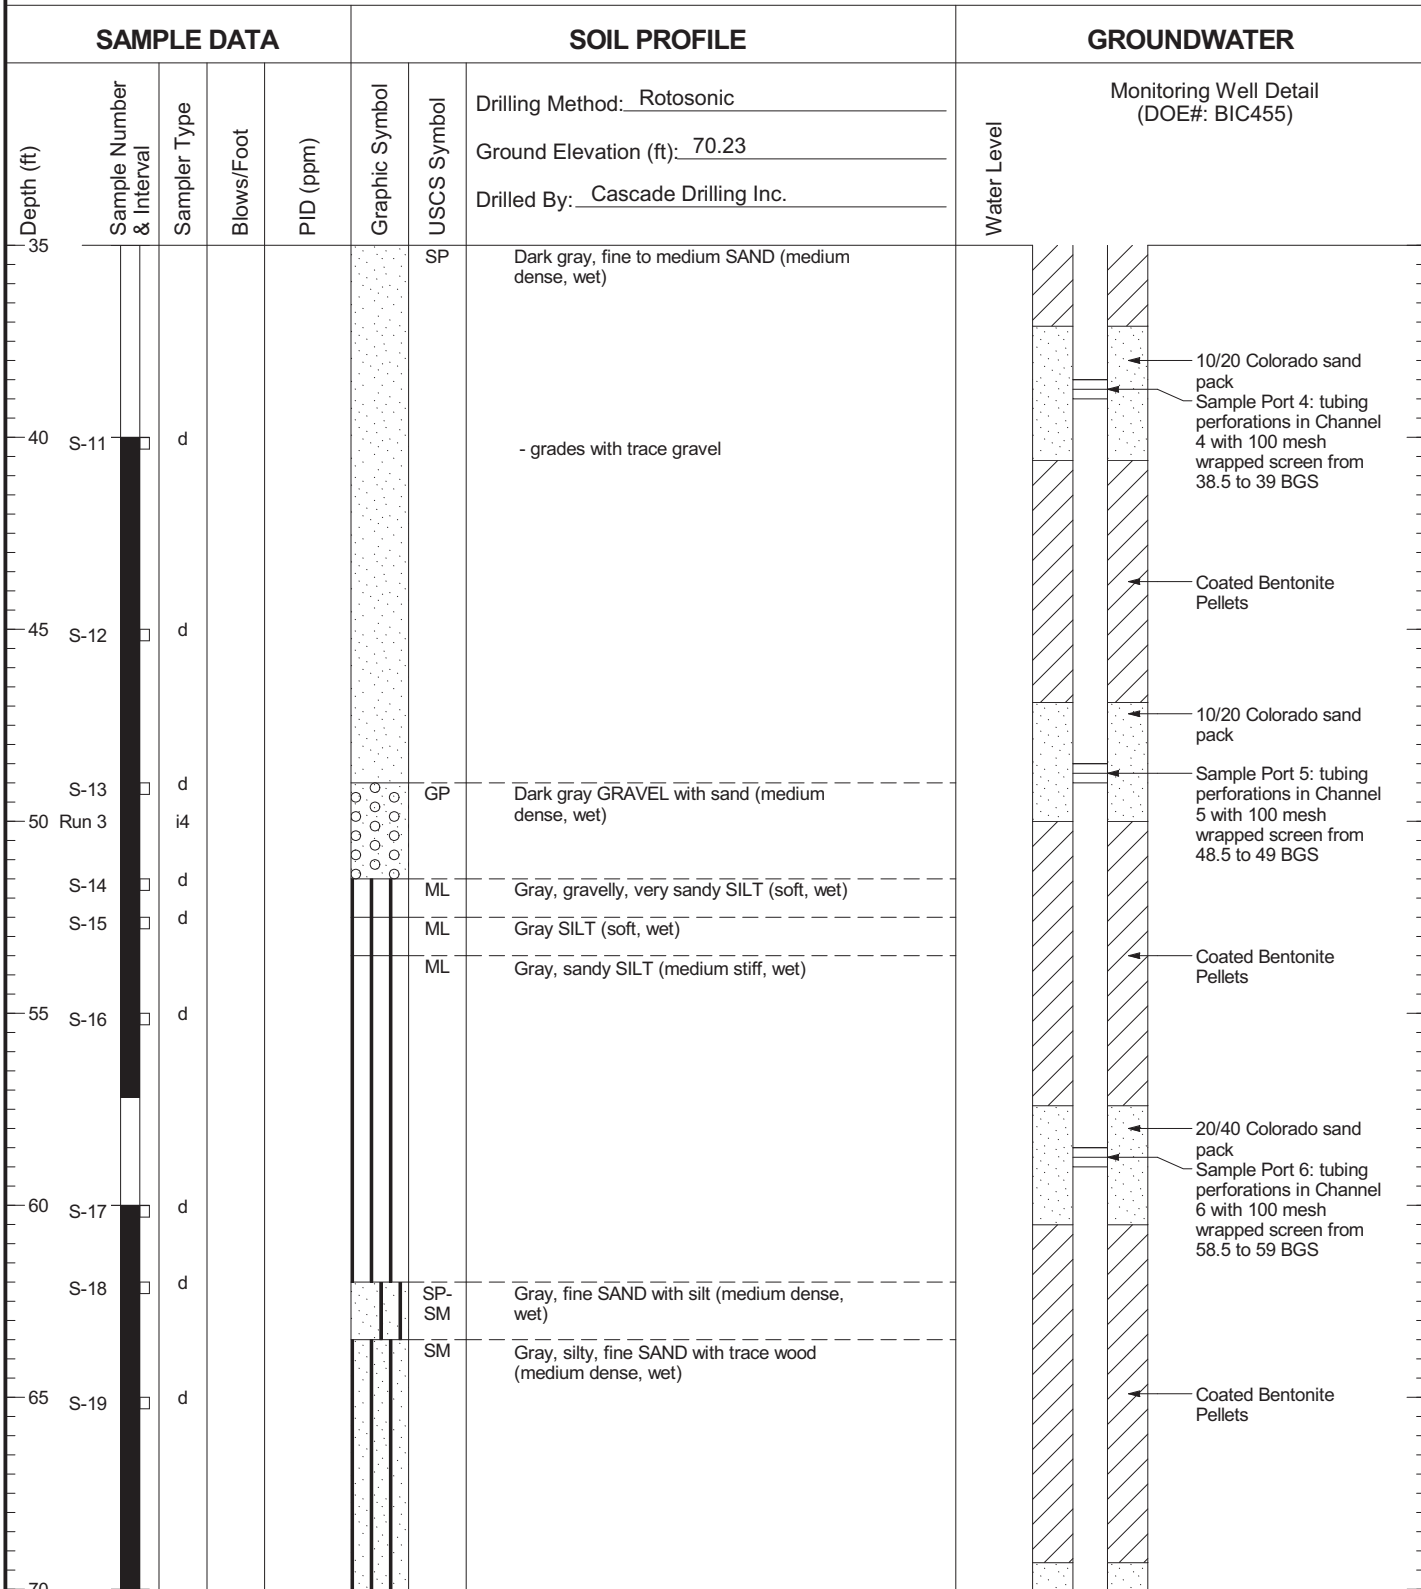 SAMPLE DATA
SOIL PROFILE
GROUNDWATER
Depth (ft)
Sample Number
& Interval
Sampler Type
Blows/Foot
PID (ppm)
Graphic Symbol
USCS Symbol
Drilling Method: Rotosonic
Ground Elevation (ft): 70.23
Drilled By: Cascade Drilling Inc.
Water Level
Monitoring Well Detail
(DOE#: BIC455)
35
SP
Dark gray, fine to medium SAND (medium
dense, wet)
10/20 Colorado sand
pack
Sample Port 4: tubing
perforations in Channel
4 with 100 mesh
wrapped screen from
38.5 to 39 BGS
40
S-11
d
- grades with trace gravel
Coated Bentonite
Pellets
45
S-12
d
10/20 Colorado sand
pack
S-13
d
GP
Dark gray GRAVEL with sand (medium
dense, wet)
Sample Port 5: tubing
perforations in Channel
5 with 100 mesh
wrapped screen from
48.5 to 49 BGS
50
Run 3
i4
S-14
d
ML
Gray, gravelly, very sandy SILT (soft, wet)
S-15
d
ML
Gray SILT (soft, wet)
ML
Gray, sandy SILT (medium stiff, wet)
Coated Bentonite
Pellets
55
S-16
d
20/40 Colorado sand
pack
Sample Port 6: tubing
perforations in Channel
6 with 100 mesh
wrapped screen from
58.5 to 59 BGS
60
S-17
d
S-18
d
SP-
SM
Gray, fine SAND with silt (medium dense,
wet)
SM
Gray, silty, fine SAND with trace wood
(medium dense, wet)
65
S-19
d
Coated Bentonite
Pellets
70